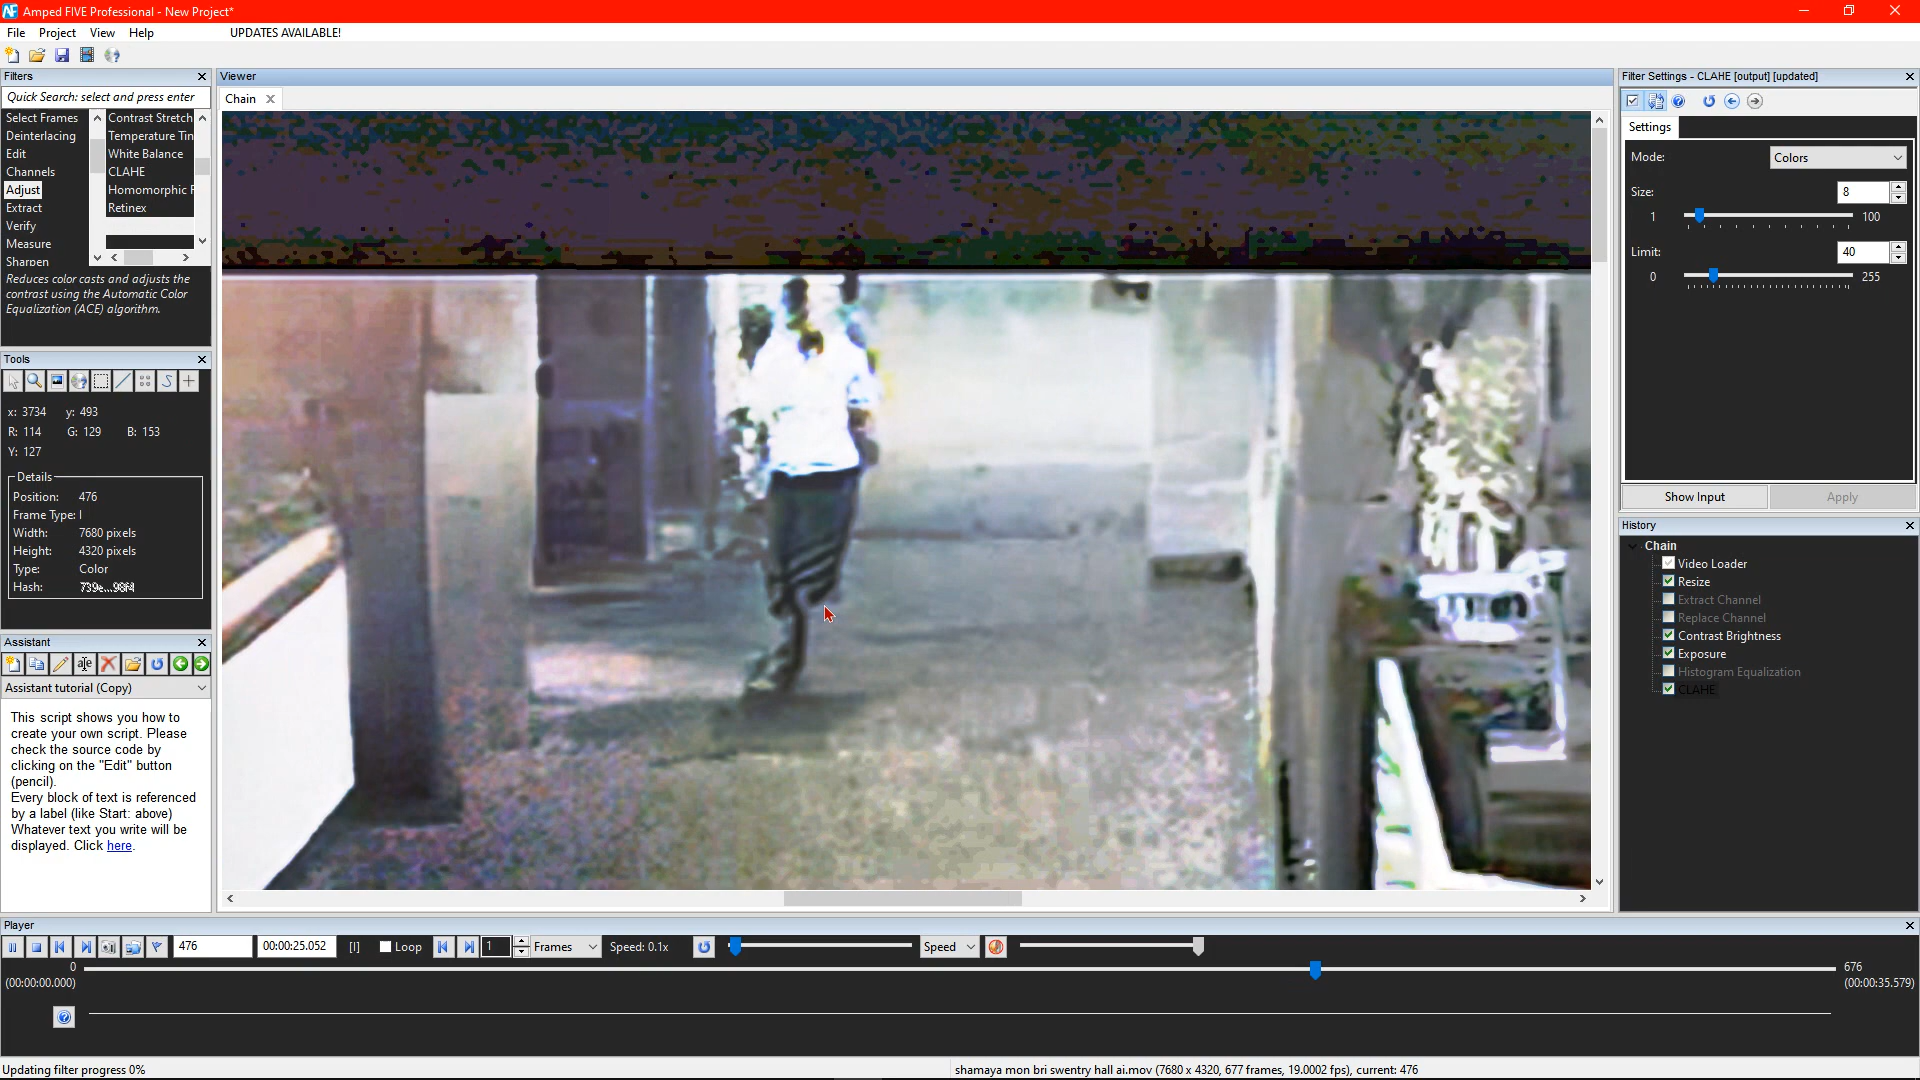 Amped FIVE Professional - New Project*
File Project View Help UPDATES AVAILABLE!
Filters
Quick Search: select and press enter
Select Frames
Deinterlacing
Edit
Channels
Adjust
Extract
Verify
Measure
Sharpen
Contrast Stretch
Temperature Tin
White Balance
CLAHE
Homomorphic F
Retinex
Reduces color casts and adjusts the
contrast using the Automatic Color
Equalization (ACE) algorithm.
Tools
x: 3734 y: 493
R: 114 G: 129 B: 153
Y: 127
Details
Position: 476
Frame Type: I
Width: 7680 pixels
Height: 4320 pixels
Type: Color
Hash: 739e...98f4
Assistant
Assistant tutorial (Copy)
This script shows you how to
create your own script. Please
check the source code by
clicking on the "Edit" button
(pencil).
Every block of text is referenced
by a label (like Start: above)
Whatever text you write will be
displayed. Click here.
Viewer
Chain
Filter Settings - CLAHE [output] [updated]
Settings
Mode: Colors
Size: 8
1 100
Limit: 40
0 255
Show Input Apply
History
Chain
Video Loader
Resize
Extract Channel
Replace Channel
Contrast Brightness
Exposure
Histogram Equalization
CLAHE
Player
476 00:00:25.052 [I] Loop 1 Frames Speed: 0.1x Speed
0 676
(00:00:00.000) (00:00:35.579)
Updating filter progress 0% shamaya mon bri swentry hall ai.mov (7680 x 4320, 677 frames, 19.0002 fps), current: 476